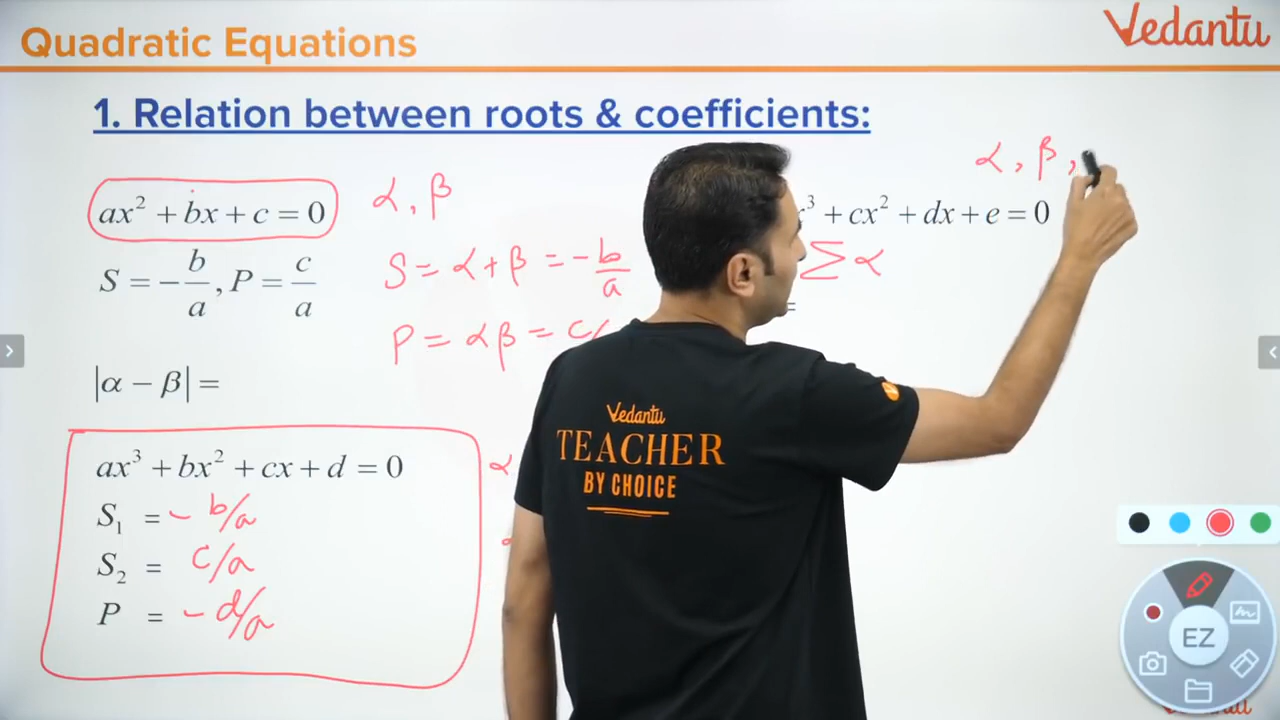 Quadratic Equations
Vedantu
1. Relation between roots & coefficients:
α, β,
ax² + bx + c = 0
α, β
³ + cx² + dx + e = 0
S = -b/a, P = c/a
S = α + β = -b/a
∑α
=
P = αβ = c/
|α − β| =
ax³ + bx² + cx + d = 0
α
S₁ = - b/a
S₂ = c/a
P = - d/a
Vedantu
TEACHER
BY CHOICE
EZ